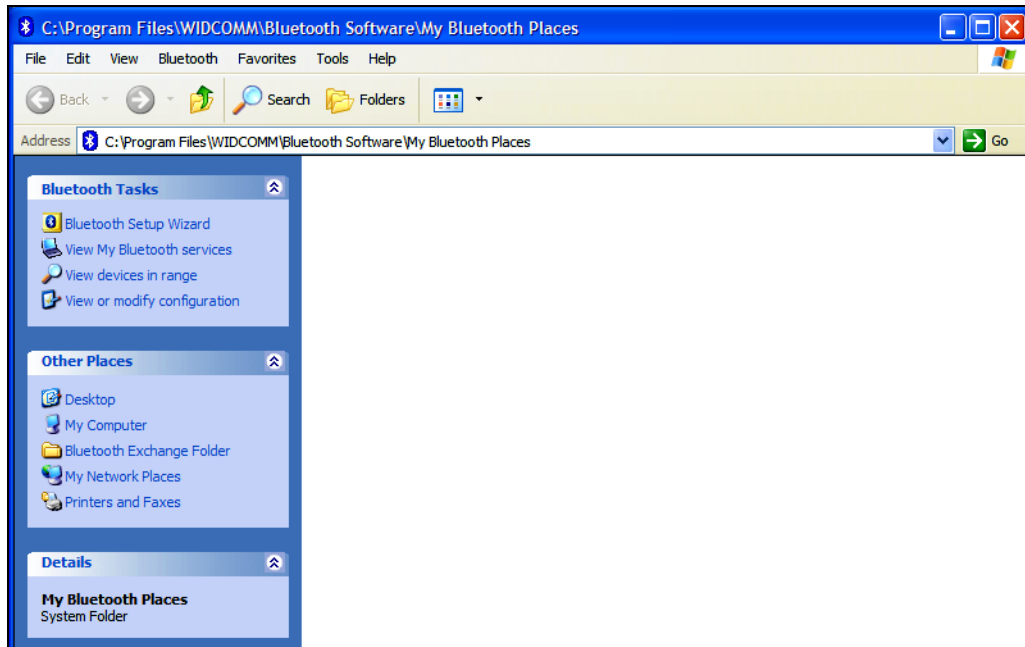 C:\Program Files\WIDCOMM\Bluetooth Software\My Bluetooth Places
File Edit View Bluetooth Favorites Tools Help
Back Search Folders
Address C:\Program Files\WIDCOMM\Bluetooth Software\My Bluetooth Places Go
Bluetooth Tasks
Bluetooth Setup Wizard
View My Bluetooth services
View devices in range
View or modify configuration
Other Places
Desktop
My Computer
Bluetooth Exchange Folder
My Network Places
Printers and Faxes
Details
My Bluetooth Places
System Folder